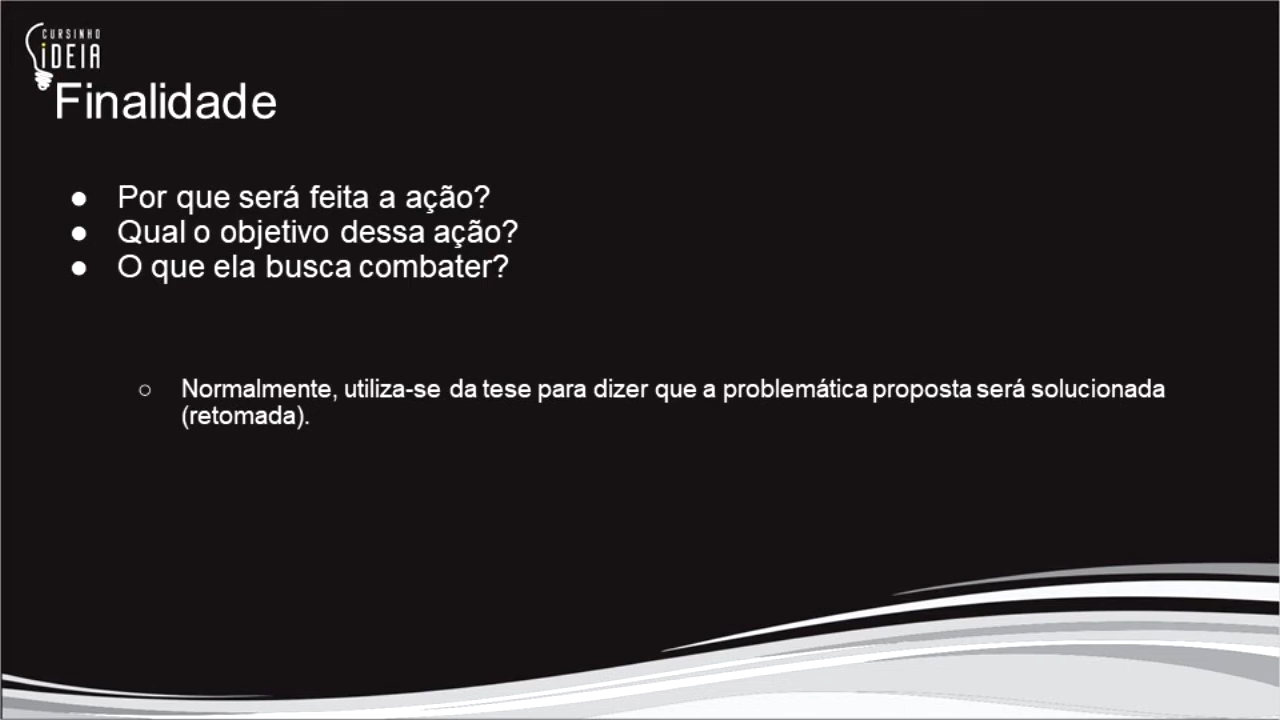 CURSINHO
iDEIA
Finalidade
● Por que será feita a ação?
● Qual o objetivo dessa ação?
● O que ela busca combater?
○ Normalmente, utiliza-se da tese para dizer que a problemática proposta será solucionada
(retomada).